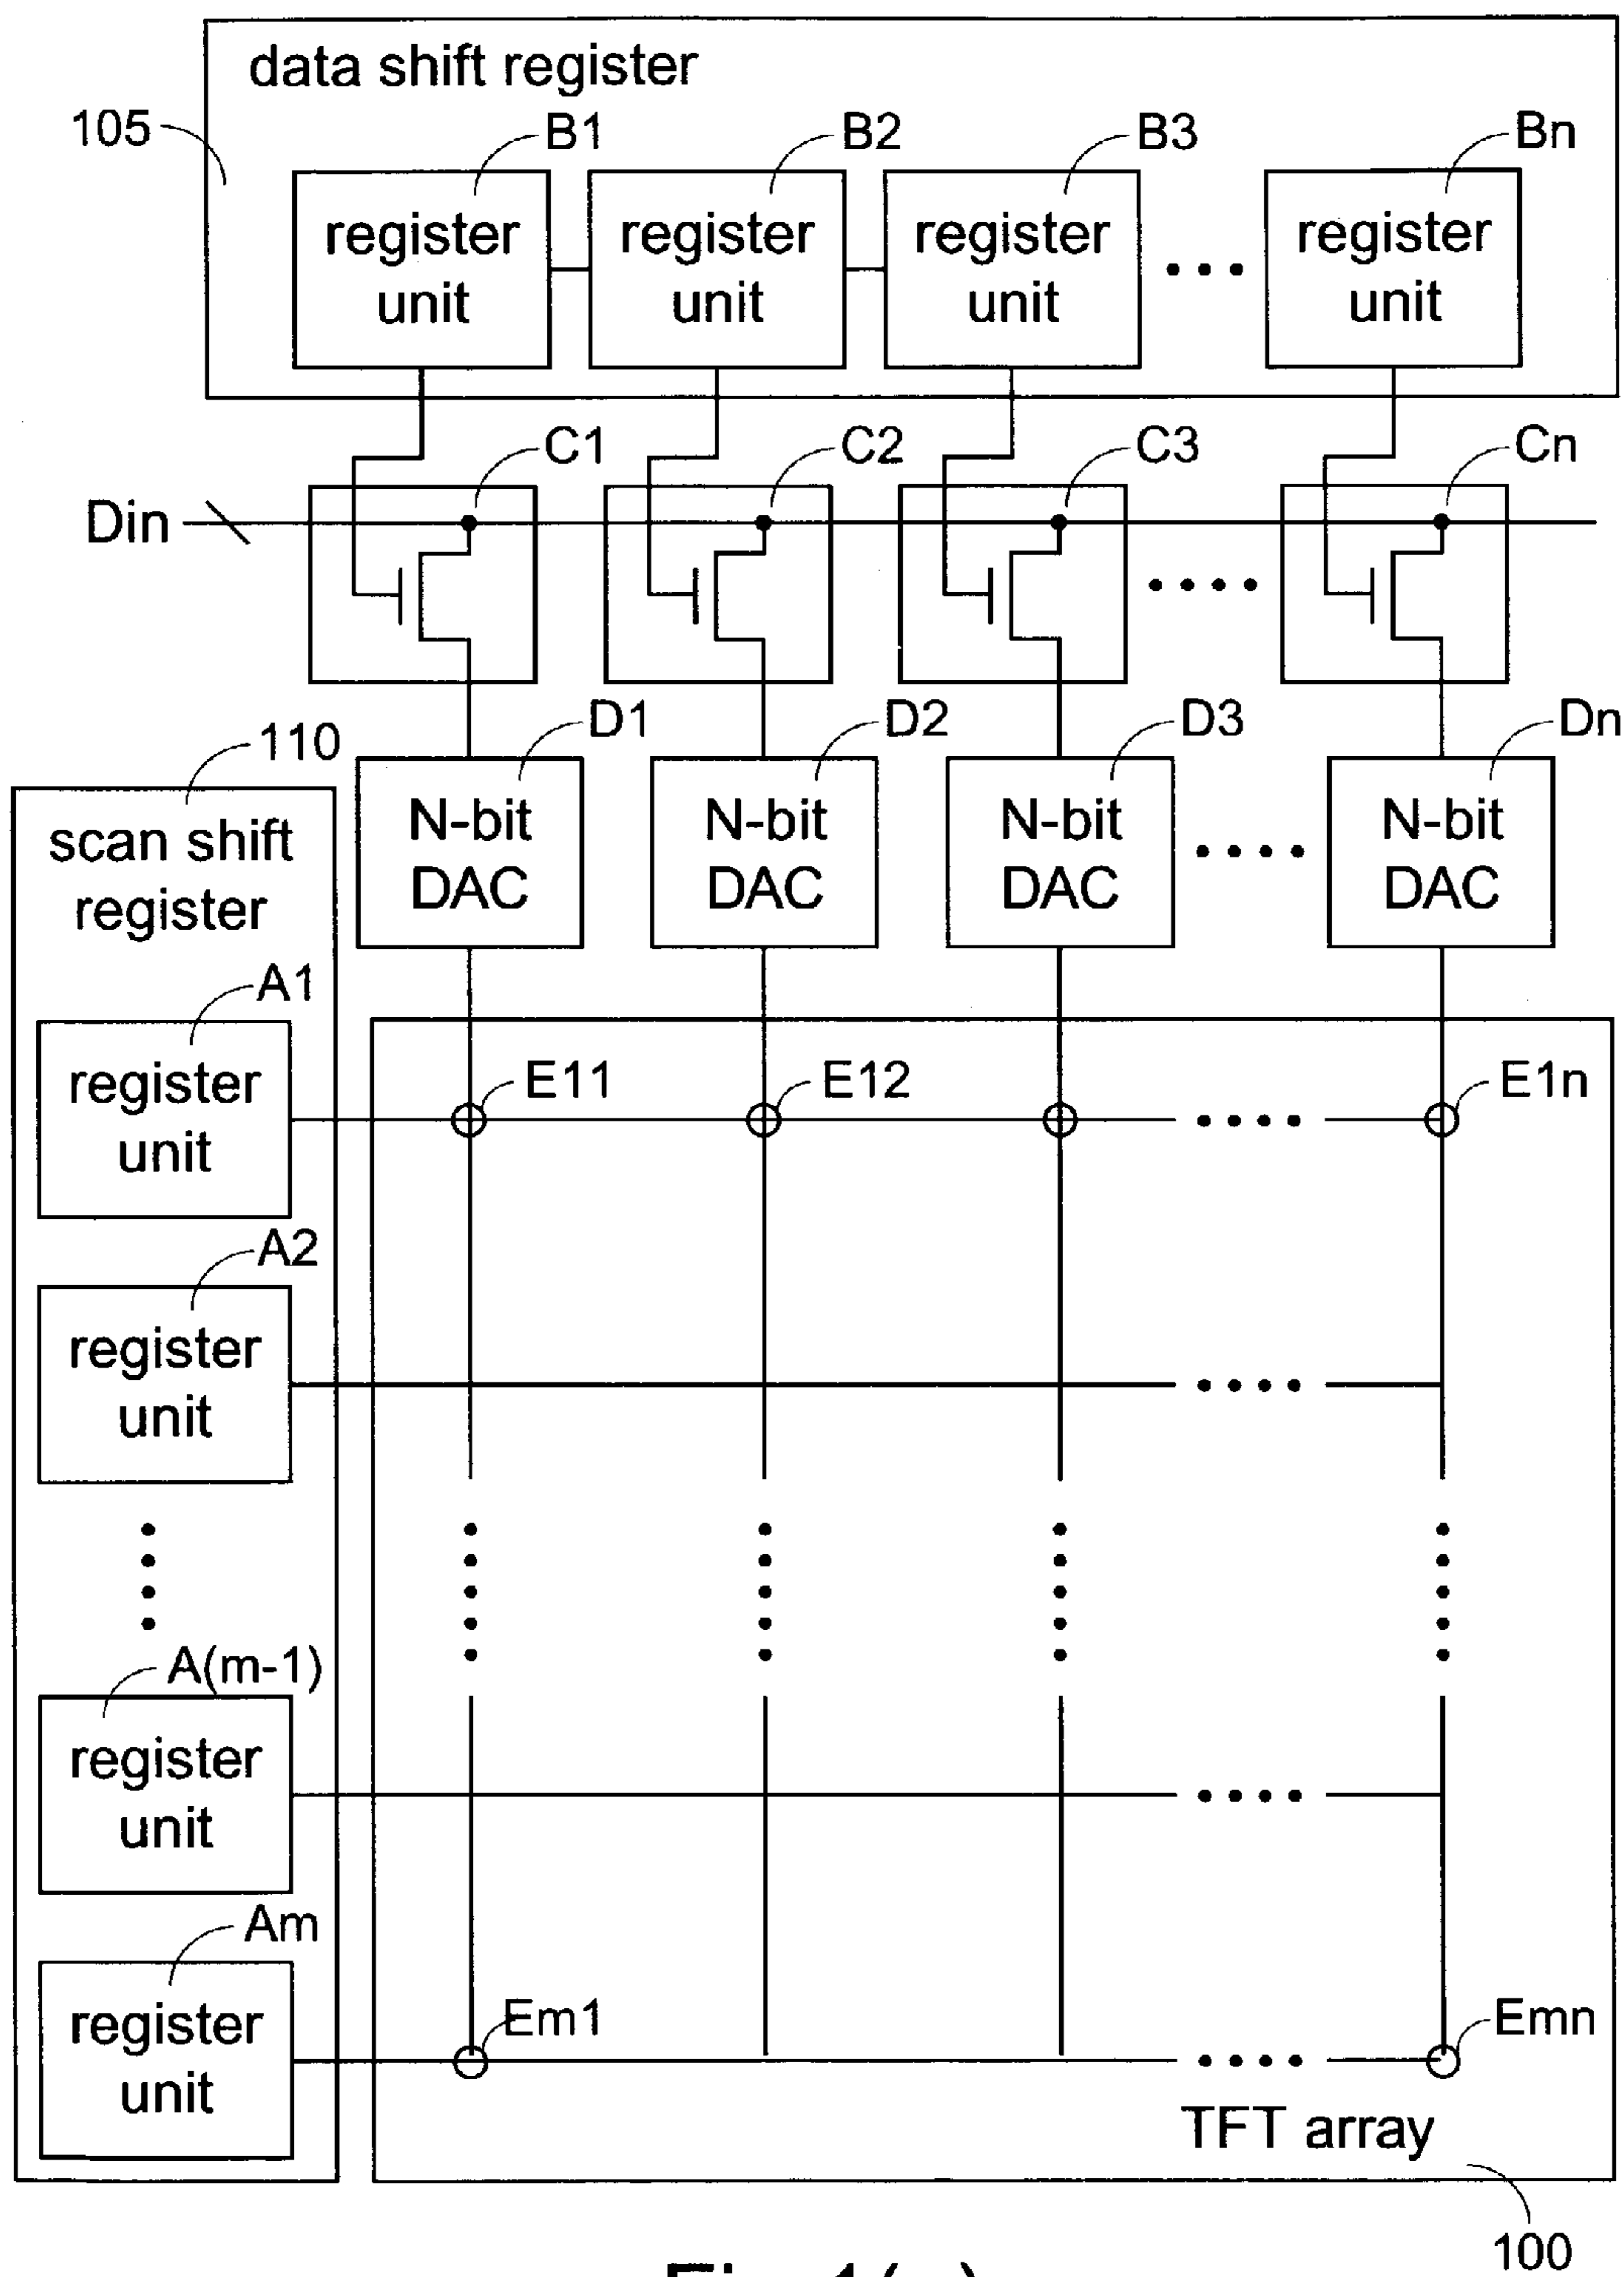 data shift register
105
B1
B2
B3
Bn
register
unit
register
unit
register
unit
register
unit
C1
C2
C3
Cn
Din
D1
D2
D3
Dn
110
scan shift
register
N-bit
DAC
N-bit
DAC
N-bit
DAC
N-bit
DAC
A1
register
unit
E11
E12
E1n
A2
register
unit
A(m-1)
register
unit
Am
register
unit
Em1
Emn
TFT array
100